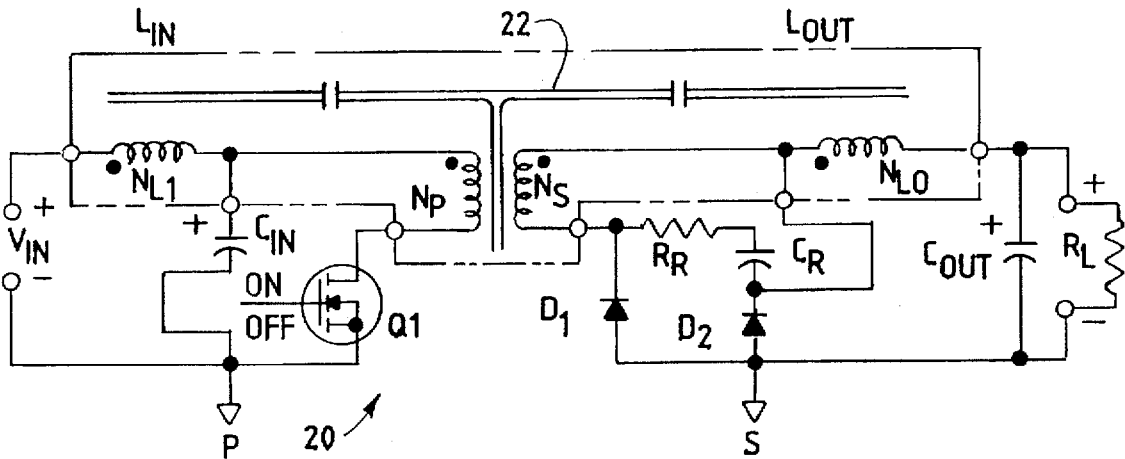 L_IN
22
L_OUT
N_L1
N_P
N_S
N_LO
+
V_IN
−
+
C_IN
ON
OFF
Q1
D_1
R_R
C_R
D_2
+
C_OUT
+
R_L
−
P
20
S